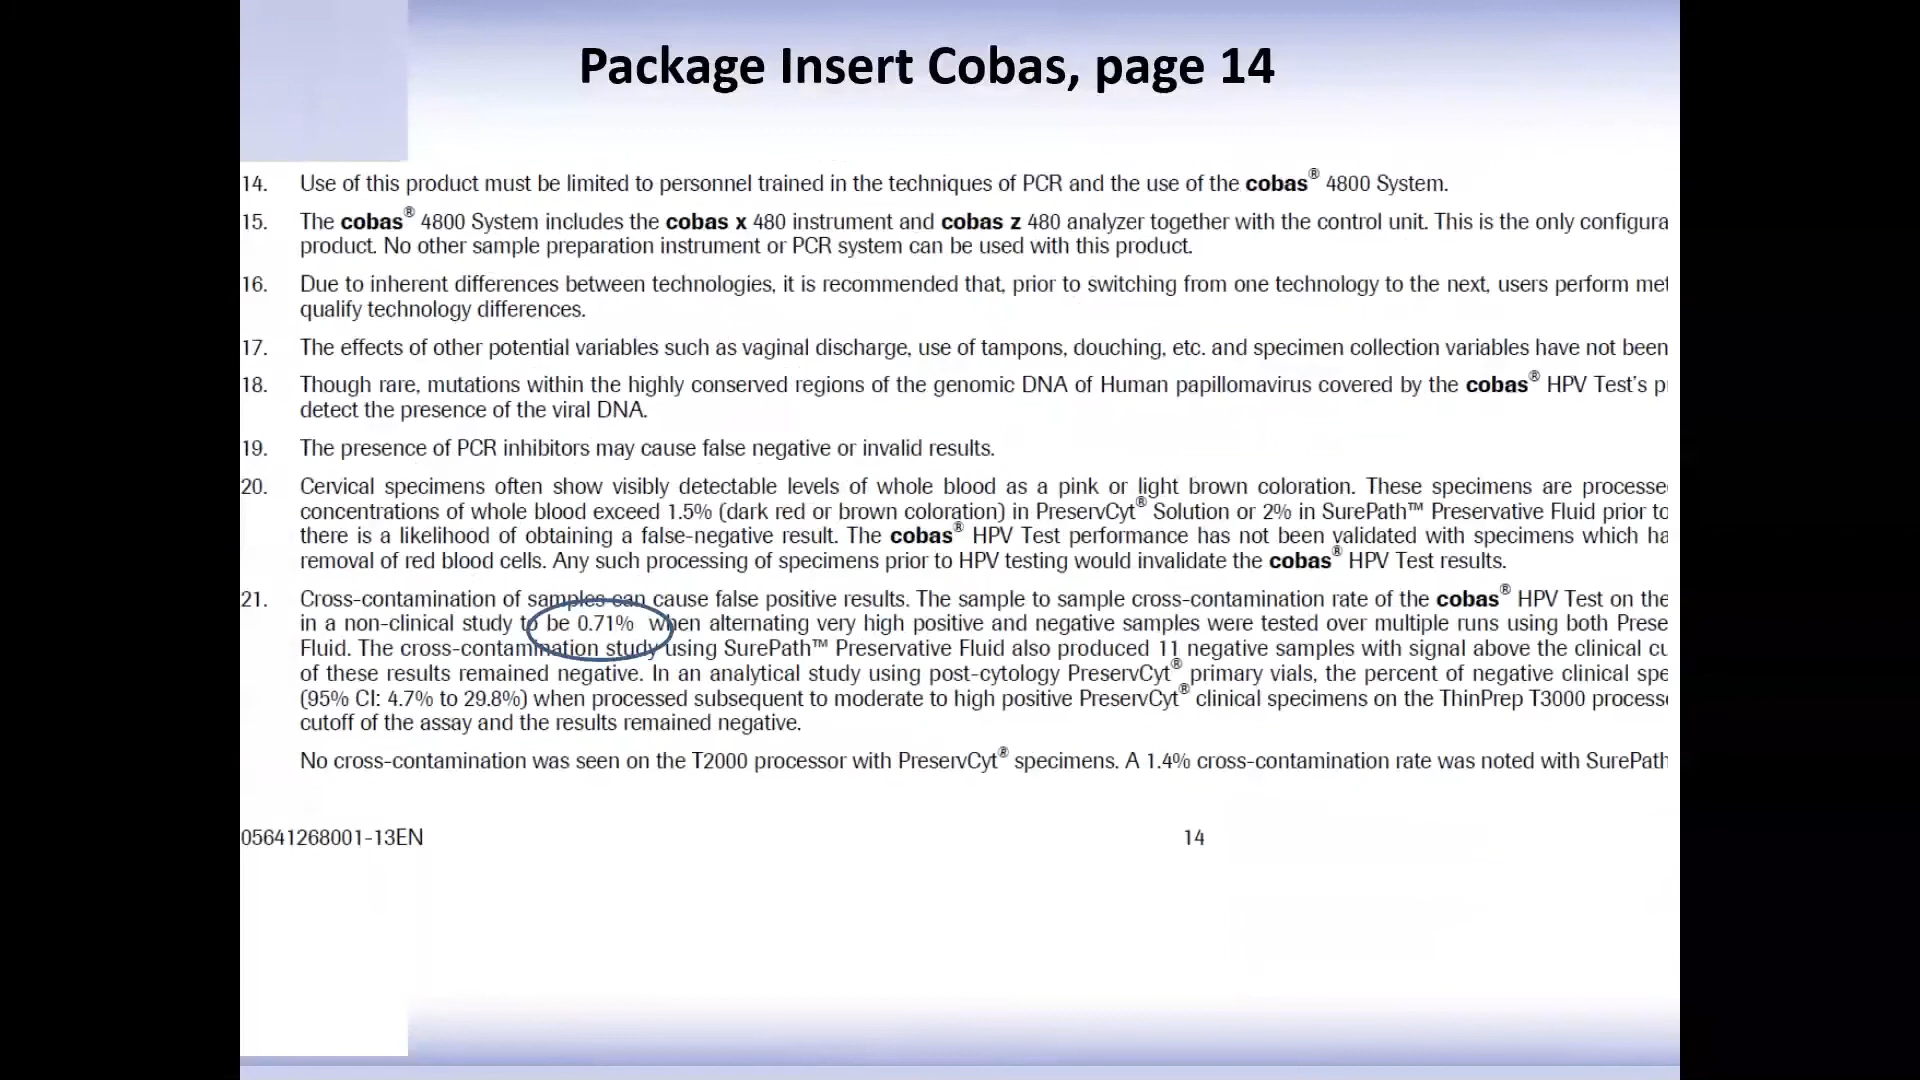 Package Insert Cobas, page 14
14. Use of this product must be limited to personnel trained in the techniques of PCR and the use of the cobas® 4800 System.
15. The cobas® 4800 System includes the cobas x 480 instrument and cobas z 480 analyzer together with the control unit. This is the only configura
product. No other sample preparation instrument or PCR system can be used with this product.
16. Due to inherent differences between technologies, it is recommended that, prior to switching from one technology to the next, users perform met
qualify technology differences.
17. The effects of other potential variables such as vaginal discharge, use of tampons, douching, etc. and specimen collection variables have not been
18. Though rare, mutations within the highly conserved regions of the genomic DNA of Human papillomavirus covered by the cobas® HPV Test's p
detect the presence of the viral DNA.
19. The presence of PCR inhibitors may cause false negative or invalid results.
20. Cervical specimens often show visibly detectable levels of whole blood as a pink or light brown coloration. These specimens are processe
concentrations of whole blood exceed 1.5% (dark red or brown coloration) in PreservCyt® Solution or 2% in SurePath™ Preservative Fluid prior to
there is a likelihood of obtaining a false-negative result. The cobas® HPV Test performance has not been validated with specimens which ha
removal of red blood cells. Any such processing of specimens prior to HPV testing would invalidate the cobas® HPV Test results.
21. Cross-contamination of samples can cause false positive results. The sample to sample cross-contamination rate of the cobas® HPV Test on the
in a non-clinical study to be 0.71% when alternating very high positive and negative samples were tested over multiple runs using both Prese
Fluid. The cross-contamination study using SurePath™ Preservative Fluid also produced 11 negative samples with signal above the clinical cu
of these results remained negative. In an analytical study using post-cytology PreservCyt® primary vials, the percent of negative clinical spe
(95% CI: 4.7% to 29.8%) when processed subsequent to moderate to high positive PreservCyt® clinical specimens on the ThinPrep T3000 process
cutoff of the assay and the results remained negative.
No cross-contamination was seen on the T2000 processor with PreservCyt® specimens. A 1.4% cross-contamination rate was noted with SurePath
05641268001-13EN 14